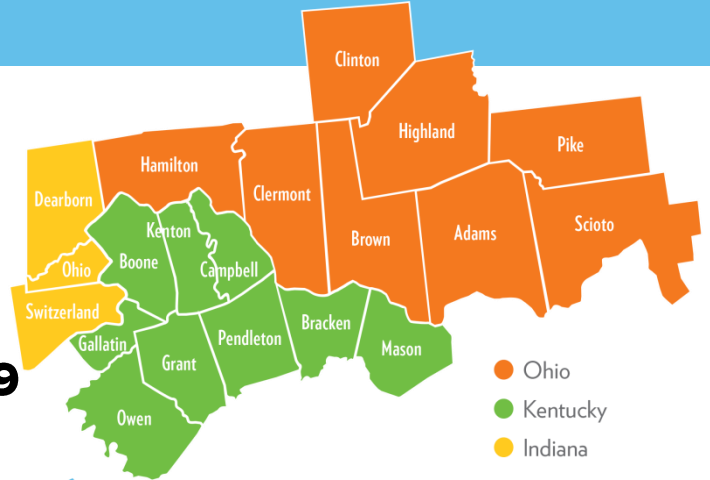 Clinton
Highland
Pike
Hamilton
Clermont
Dearborn
Scioto
Kenton
Brown
Adams
Boone
Ohio
Campbell
Switzerland
Bracken
Gallatin
Pendleton
Mason
Grant
9
Ohio
Owen
Kentucky
Indiana